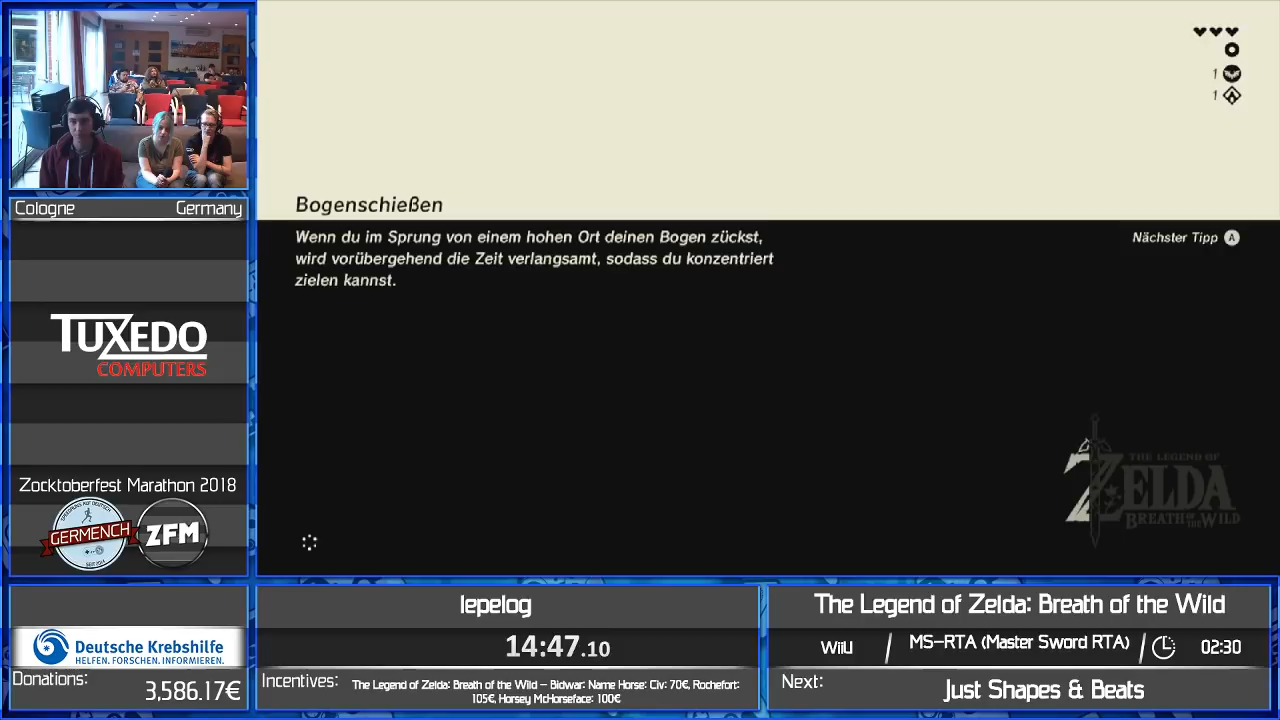 1
1
Bogenschießen
Wenn du im Sprung von einem hohen Ort deinen Bogen zückst,
wird vorübergehend die Zeit verlangsamt, sodass du konzentriert
zielen kannst.
Nächster Tipp A
THE LEGEND OF
ZELDA
BREATH OF THE WILD
Cologne Germany
TUXEDO
COMPUTERS
Zocktoberfest Marathon 2018
GERMENCH
ZFM
Deutsche Krebshilfe
HELFEN. FORSCHEN. INFORMIEREN.
Donations: 3,586.17€
lepelog
14:47.10
Incentives: The Legend of Zelda: Breath of the Wild – Bidwar: Name Horse: Civ: 70€, Rochefort:
105€, Horsey McHorseface: 100€
The Legend of Zelda: Breath of the Wild
WiiU MS-RTA (Master Sword RTA) 02:30
Next: Just Shapes & Beats